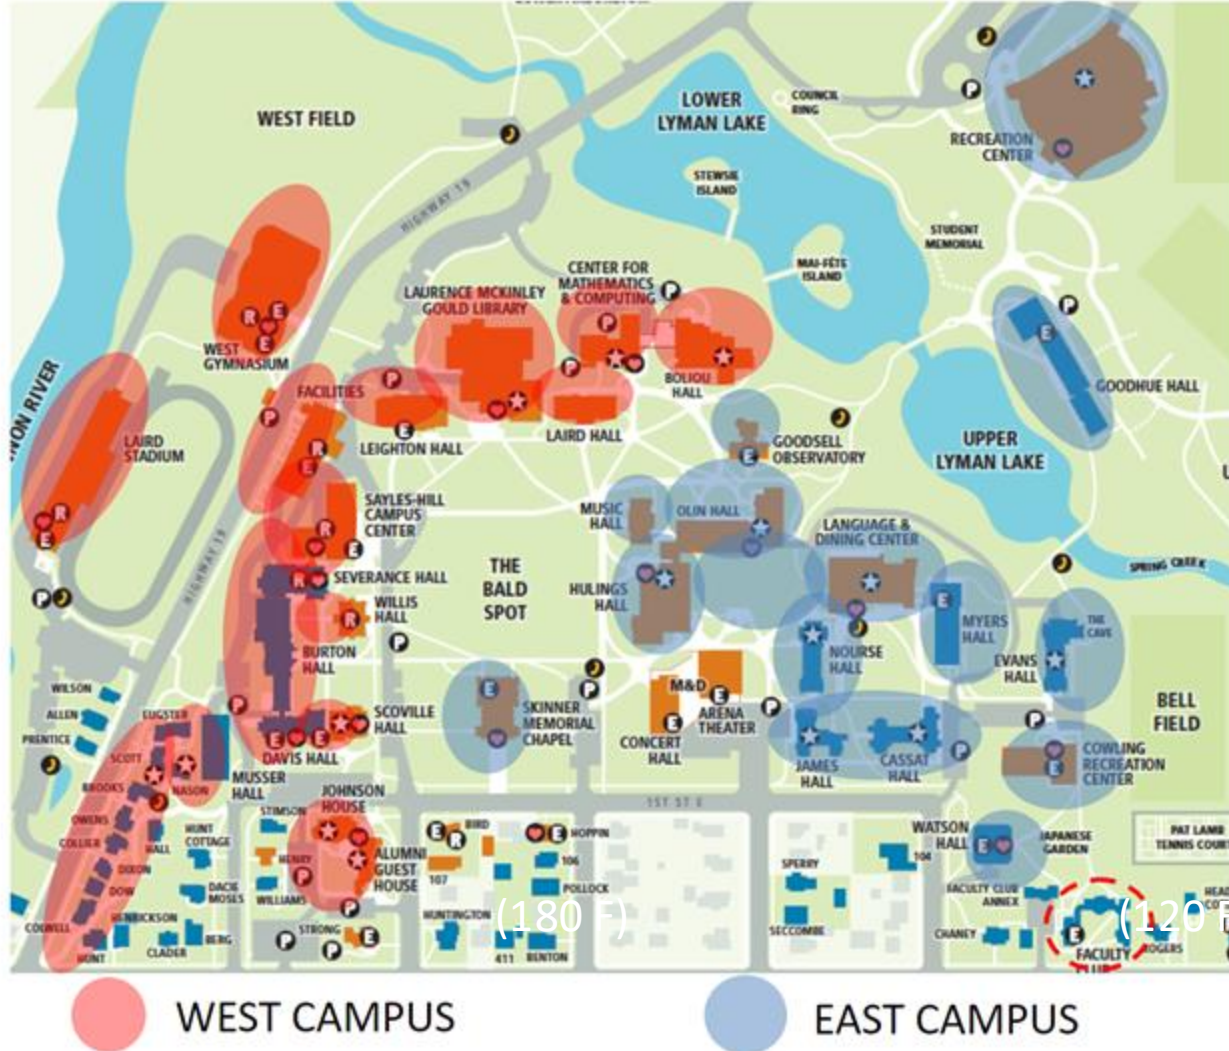 WEST FIELD
HIGHWAY 19
LOWER
LYMAN LAKE
COUNCIL
RING
RECREATION
CENTER
STEWSIE
ISLAND
STUDENT
MEMORIAL
MAI-FÊTE
ISLAND
CENTER FOR
MATHEMATICS
& COMPUTING
LAURENCE MCKINLEY
GOULD LIBRARY
WEST
GYMNASIUM
FACILITIES
LEIGHTON HALL
LAIRD HALL
BOLIOU
HALL
GOODHUE HALL
LAIRD
STADIUM
NON RIVER
GOODSELL
OBSERVATORY
UPPER
LYMAN LAKE
SAYLES-HILL
CAMPUS
CENTER
MUSIC
HALL
OLIN HALL
LANGUAGE &
DINING CENTER
HIGHWAY 19
SEVERANCE HALL
THE
BALD
SPOT
HULINGS
HALL
SPRING CREEK
WILLIS
HALL
BURTON
HALL
NOURSE
HALL
MYERS
HALL
THE
CAVE
EVANS
HALL
WILSON
ALLEN
PRENTICE
EUGSTER
SCOVILLE
HALL
SKINNER
MEMORIAL
CHAPEL
M&D
ARENA
THEATER
CONCERT
HALL
BELL
FIELD
SCOTT
DAVIS HALL
JAMES
HALL
CASSAT
HALL
COWLING
RECREATION
CENTER
BROOKS
NASON
MUSSER
HALL
JOHNSON
HOUSE
1ST ST E
OWENS
COLLIER
HALL
HUNT
COTTAGE
STIMSON
BIRD
HOPPIN
WATSON
HALL
JAPANESE
GARDEN
PAT LAMB
TENNIS COUR
DIXON
DOW
DACIE
MOSES
HENRY
WILLIAMS
ALUMNI
GUEST
HOUSE
107
106
POLLOCK
SPERRY
104
FACULTY CLUB
ANNEX
COLWELL
HENRICKSON
HUNT
CLADER
BERG
STRONG
HUNTINGTON
(180 F)
411
BENTON
SECCOMBE
CHANEY
(120 F
FACULTY
ROGERS
WEST CAMPUS
EAST CAMPUS